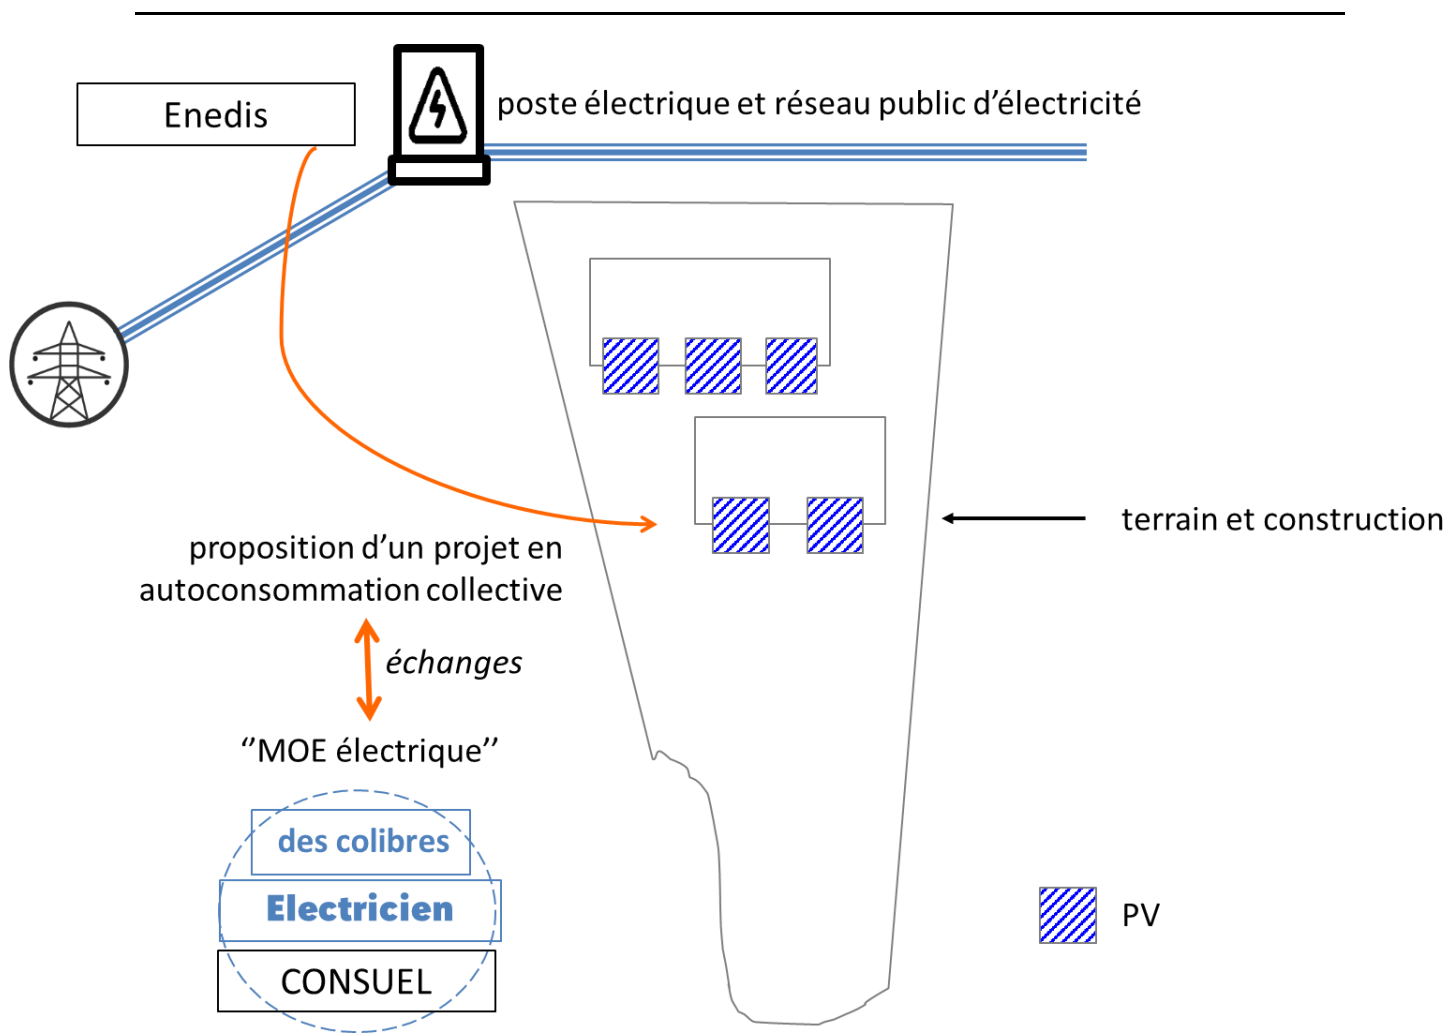 Enedis
poste électrique et réseau public d’électricité
terrain et construction
proposition d’un projet en
autoconsommation collective
échanges
‘’MOE électrique’’
des colibres
Electricien
CONSUEL
PV